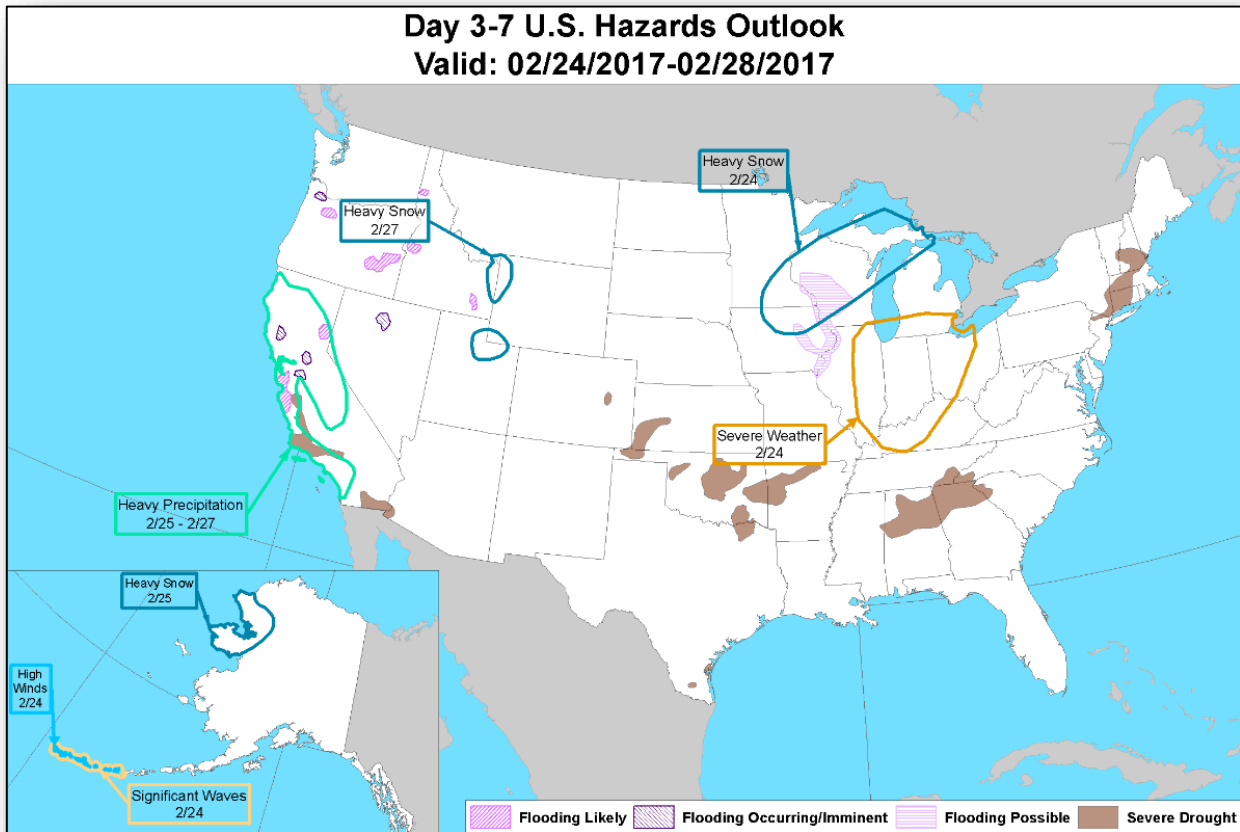 Day 3-7 U.S. Hazards Outlook
Valid: 02/24/2017-02/28/2017
Heavy Snow
2/24
Heavy Snow
2/27
Severe Weather
2/24
Heavy Precipitation
2/25 - 2/27
Heavy Snow
2/25
High
Winds
2/24
Significant Waves
2/24
Flooding Likely
Flooding Occurring/Imminent
Flooding Possible
Severe Drought